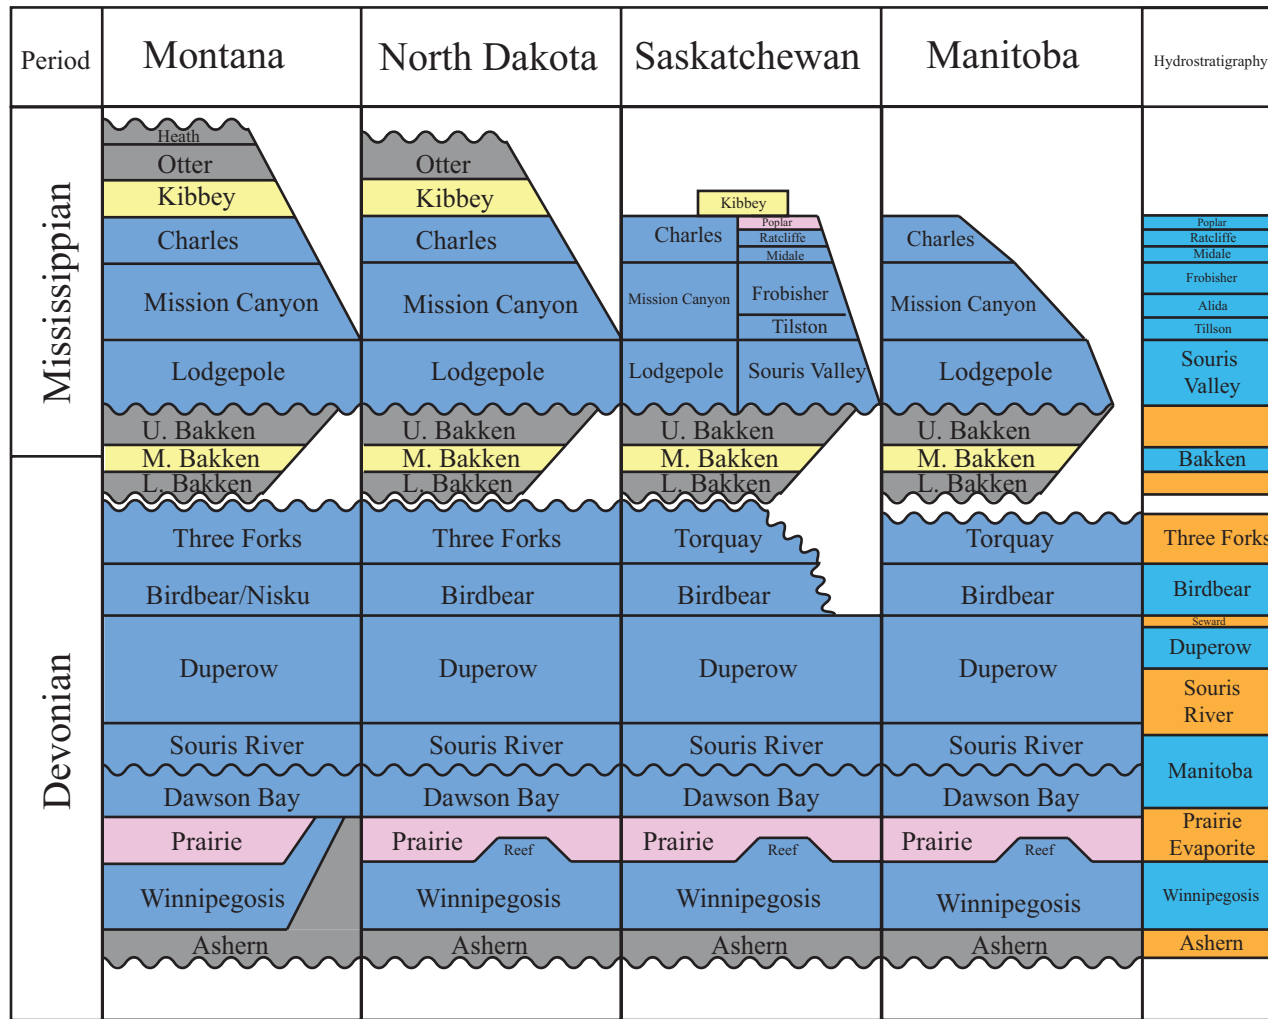 Period
Montana
North Dakota
Saskatchewan
Manitoba
Hydrostratigraphy
Mississippian
Devonian
Heath
Otter
Kibbey
Charles
Mission Canyon
Lodgepole
U. Bakken
M. Bakken
L. Bakken
Three Forks
Birdbear/Nisku
Duperow
Souris River
Dawson Bay
Prairie
Winnipegosis
Ashern
Otter
Kibbey
Charles
Mission Canyon
Lodgepole
U. Bakken
M. Bakken
L. Bakken
Three Forks
Birdbear
Duperow
Souris River
Dawson Bay
Prairie
Reef
Winnipegosis
Ashern
Kibbey
Charles
Poplar
Ratcliffe
Midale
Mission Canyon
Frobisher
Tilston
Lodgepole
Souris Valley
U. Bakken
M. Bakken
L. Bakken
Torquay
Birdbear
Duperow
Souris River
Dawson Bay
Prairie
Reef
Winnipegosis
Ashern
Charles
Mission Canyon
Lodgepole
U. Bakken
M. Bakken
L. Bakken
Torquay
Birdbear
Duperow
Souris River
Dawson Bay
Prairie
Reef
Winnipegosis
Ashern
Poplar
Ratcliffe
Midale
Frobisher
Alida
Tillson
Souris
Valley
Bakken
Three Forks
Birdbear
Seward
Duperow
Souris
River
Manitoba
Prairie
Evaporite
Winnipegosis
Ashern